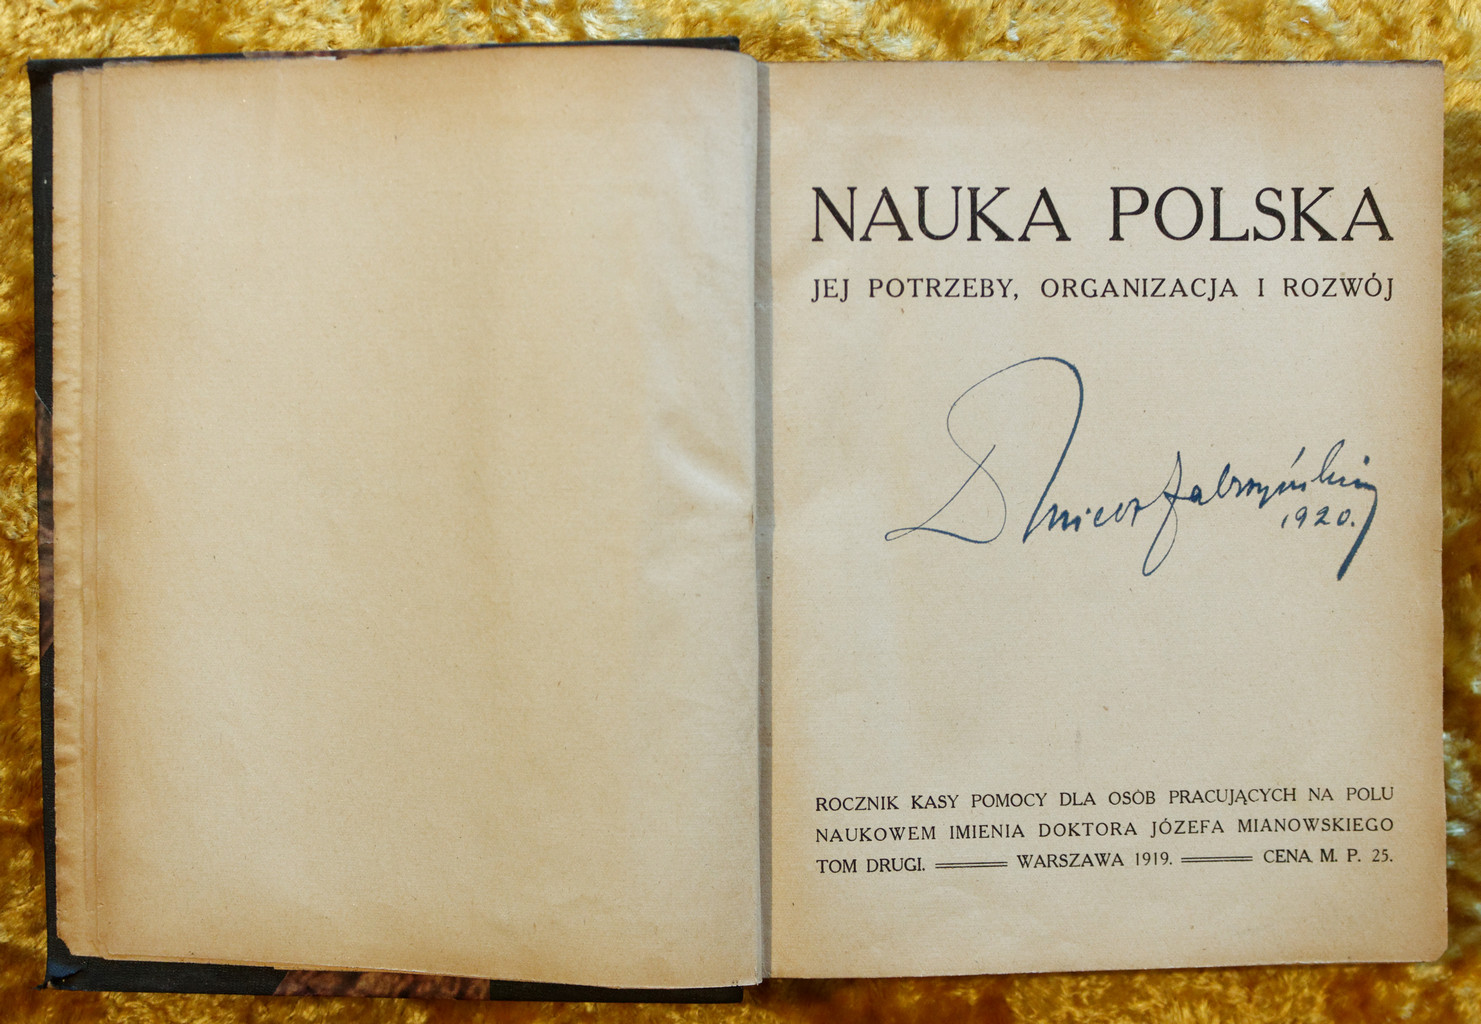 NAUKA POLSKA
JEJ POTRZEBY, ORGANIZACJA I ROZWÓJ
1920.
ROCZNIK KASY POMOCY DLA OSÓB PRACUJĄCYCH NA POLU
NAUKOWEM IMIENIA DOKTORA JÓZEFA MIANOWSKIEGO
TOM DRUGI. WARSZAWA 1919. CENA M. P. 25.